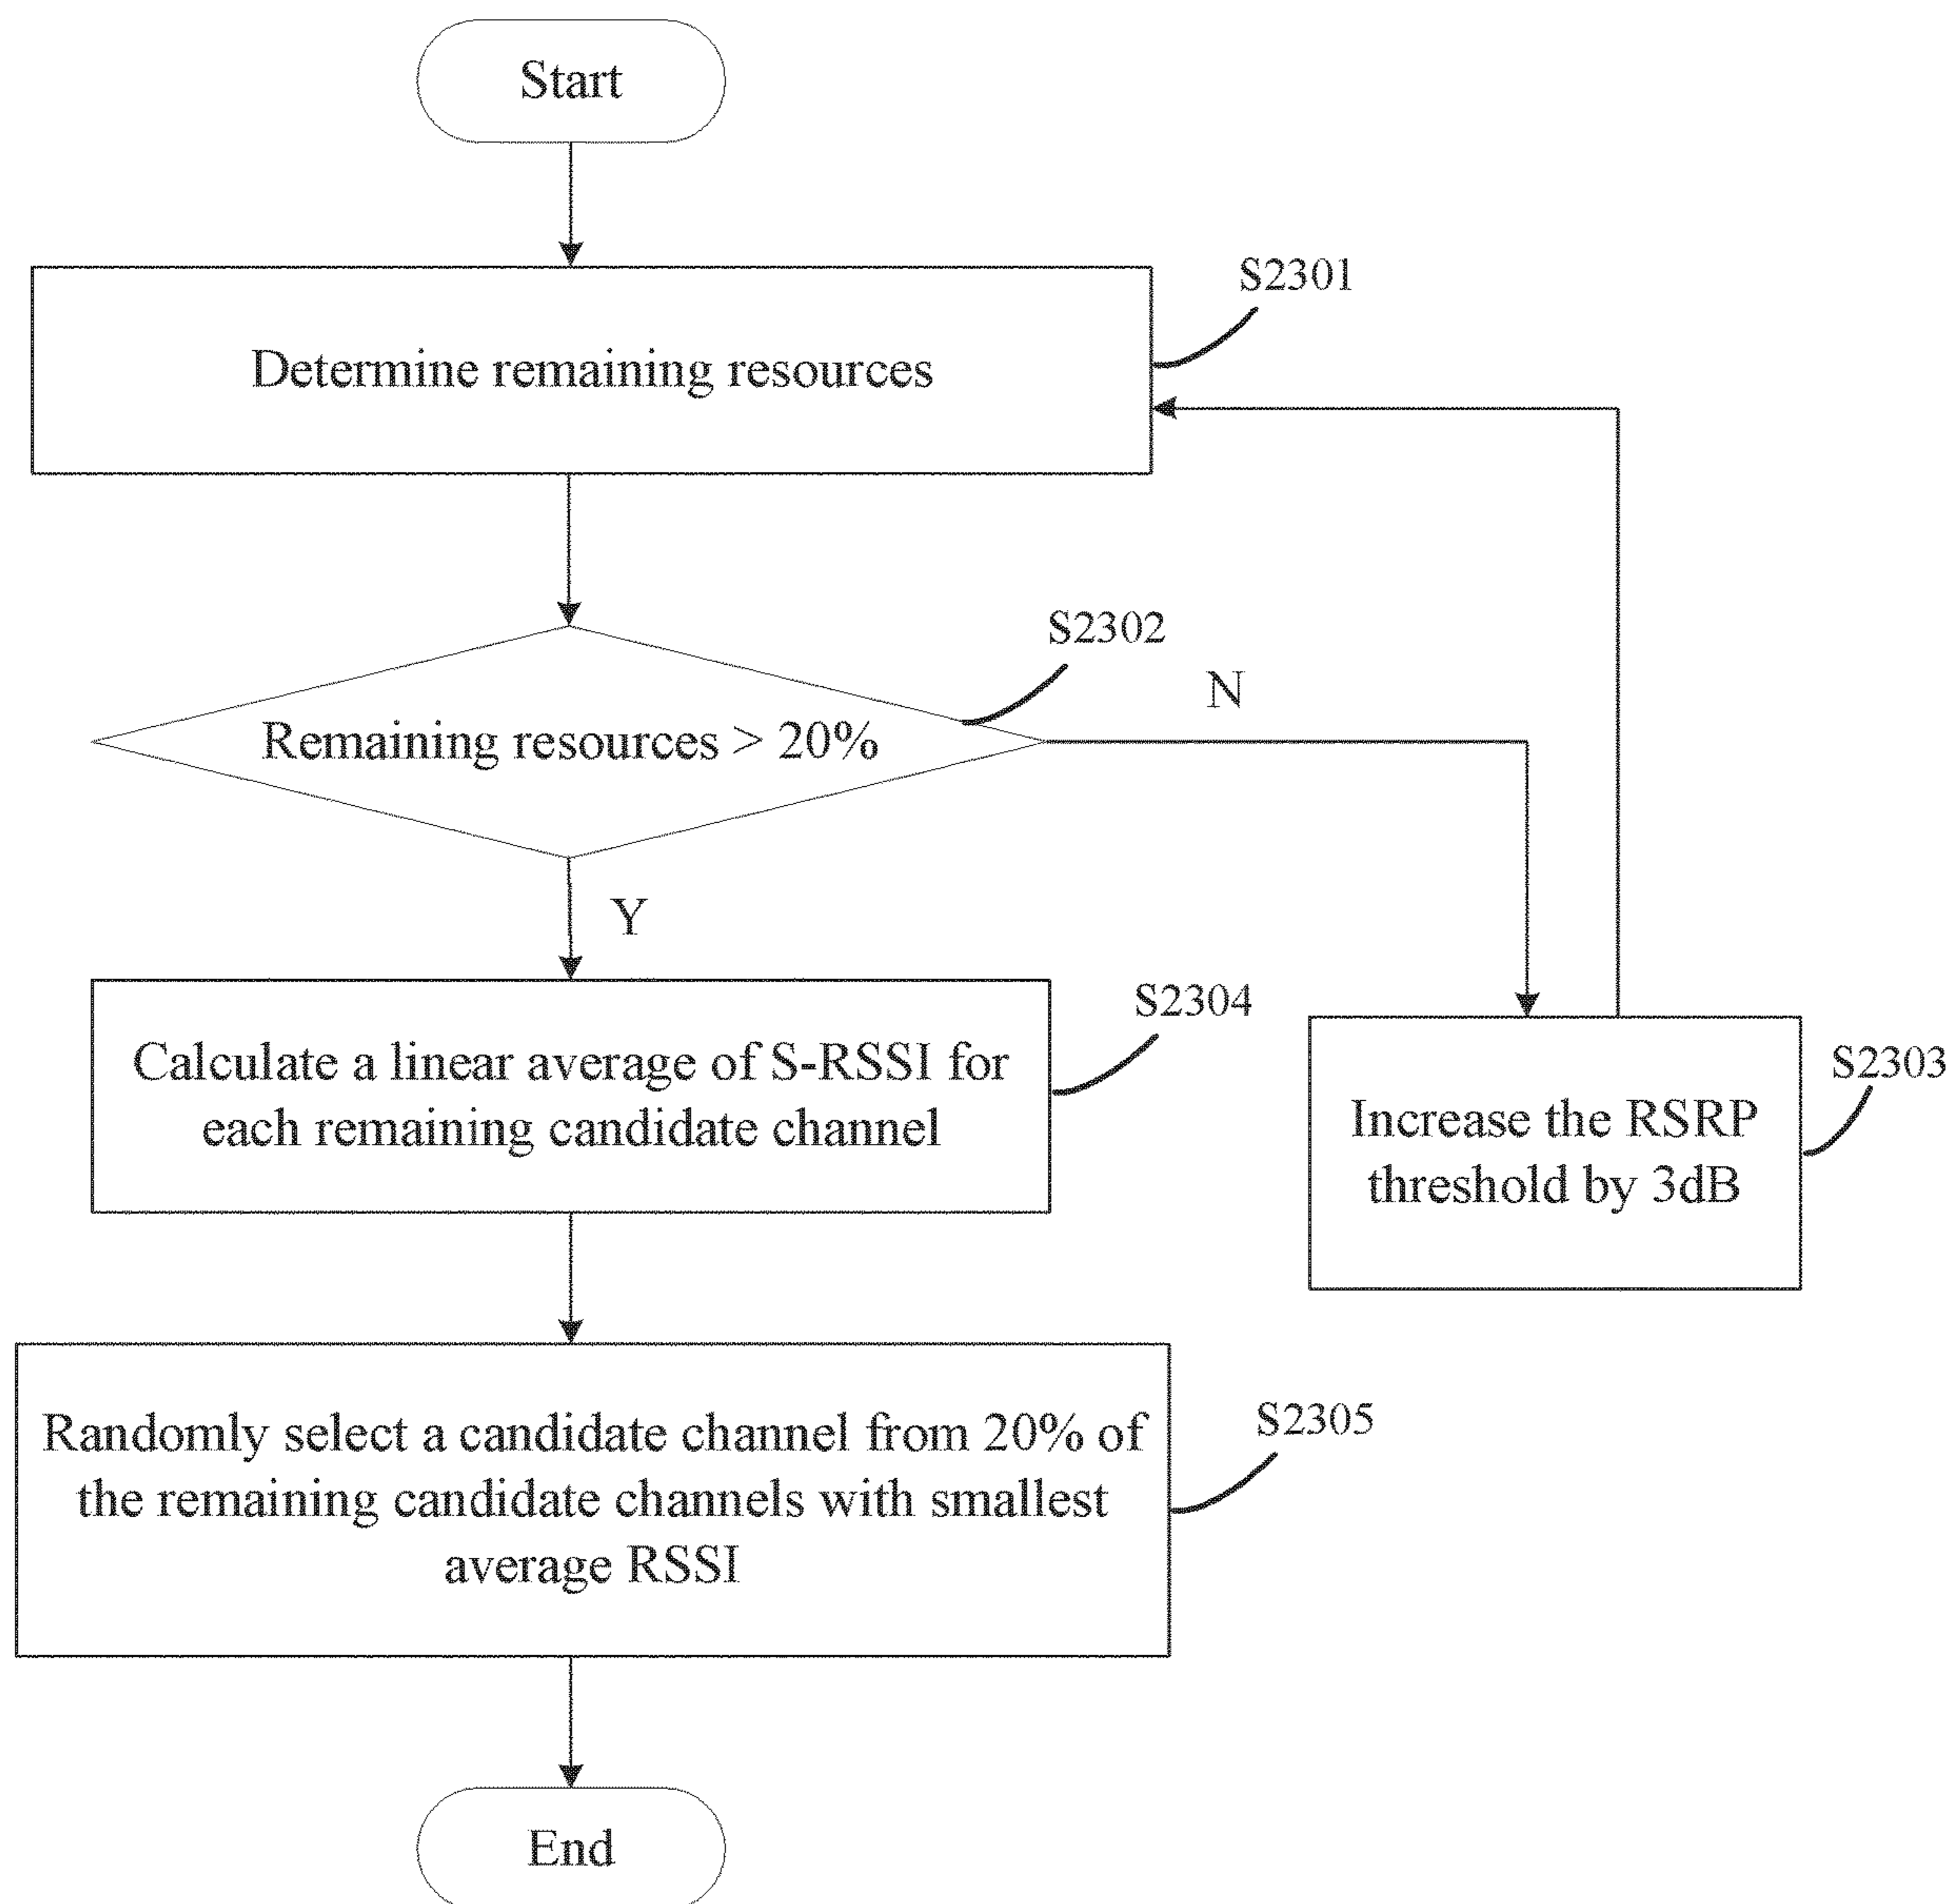 Start
S2301
Determine remaining resources
S2302
N
Remaining resources > 20%
Y
S2304
Calculate a linear average of S-RSSI for
each remaining candidate channel
S2303
Increase the RSRP
threshold by 3dB
S2305
Randomly select a candidate channel from 20% of
the remaining candidate channels with smallest
average RSSI
End